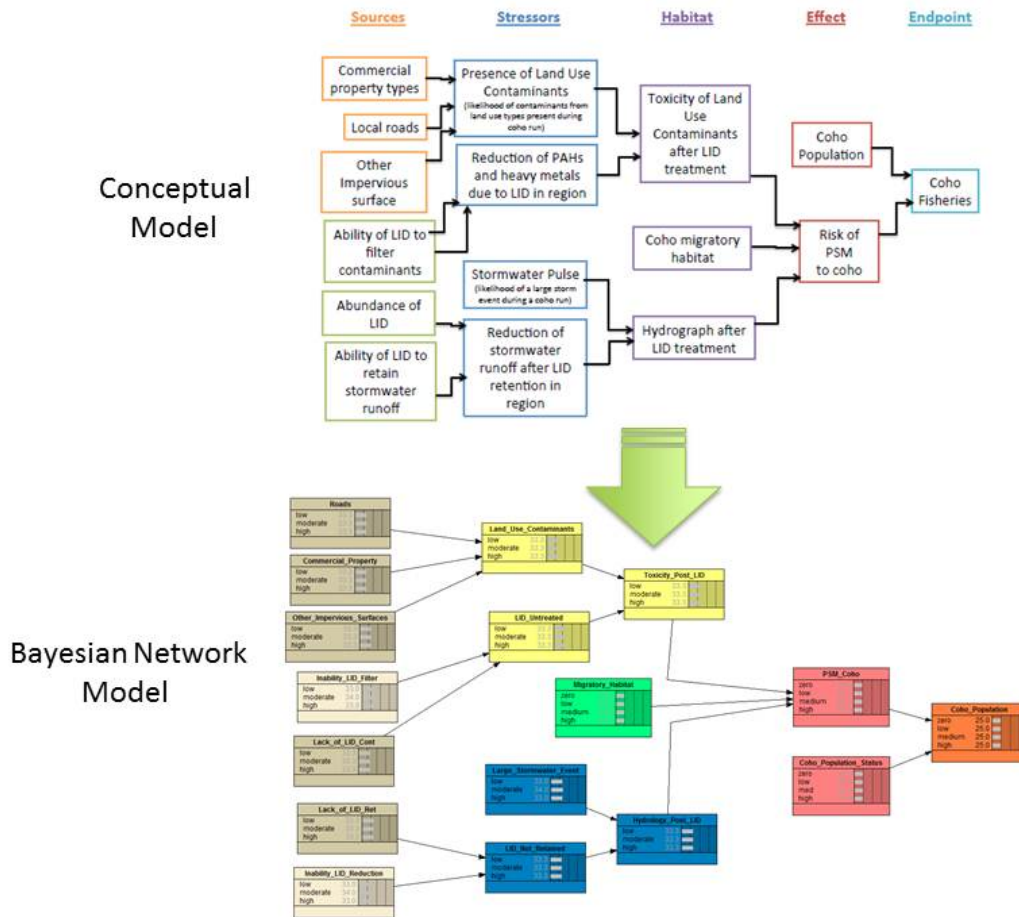 Sources
Stressors
Habitat
Effect
Endpoint
Conceptual
Model
Commercial
property types
Local roads
Other
Impervious
surface
Ability of LID to
filter
contaminants
Abundance of
LID
Ability of LID to
retain
stormwater
runoff
Presence of Land Use
Contaminants
(likelihood of contaminants from
land use types present during
coho run)
Reduction of PAHs
and heavy metals
due to LID in region
Stormwater Pulse
(likelihood of a large storm
event during a coho run)
Reduction of
stormwater
runoff after LID
retention in
region
Toxicity of Land
Use
Contaminants
after LID
treatment
Coho migratory
habitat
Hydrograph after
LID treatment
Coho
Population
Risk of
PSM
to coho
Coho
Fisheries
Bayesian Network
Model
Roads
low
moderate
high
Commercial_Property
low
moderate
high
Other_Impervious_Surfaces
low
moderate
high
Inability_LID_Filter
low
moderate
high
Lack_of_LID_Cont
low
moderate
high
Lack_of_LID_Ret
low
moderate
high
Inability_LID_Reduction
low
moderate
high
Land_Use_Contaminants
low
moderate
high
LID_Untreated
low
moderate
high
Migratory_Habitat
zero
low
medium
high
Large_Stormwater_Event
low
moderate
high
LID_Not_Retained
low
moderate
high
Toxicity_Post_LID
low
moderate
high
Hydrology_Post_LID
low
moderate
high
PSM_Coho
zero
low
medium
high
Coho_Population_Status
zero
low
med
high
Coho_Population
zero 25.0
low 25.0
medium 25.0
high 25.0